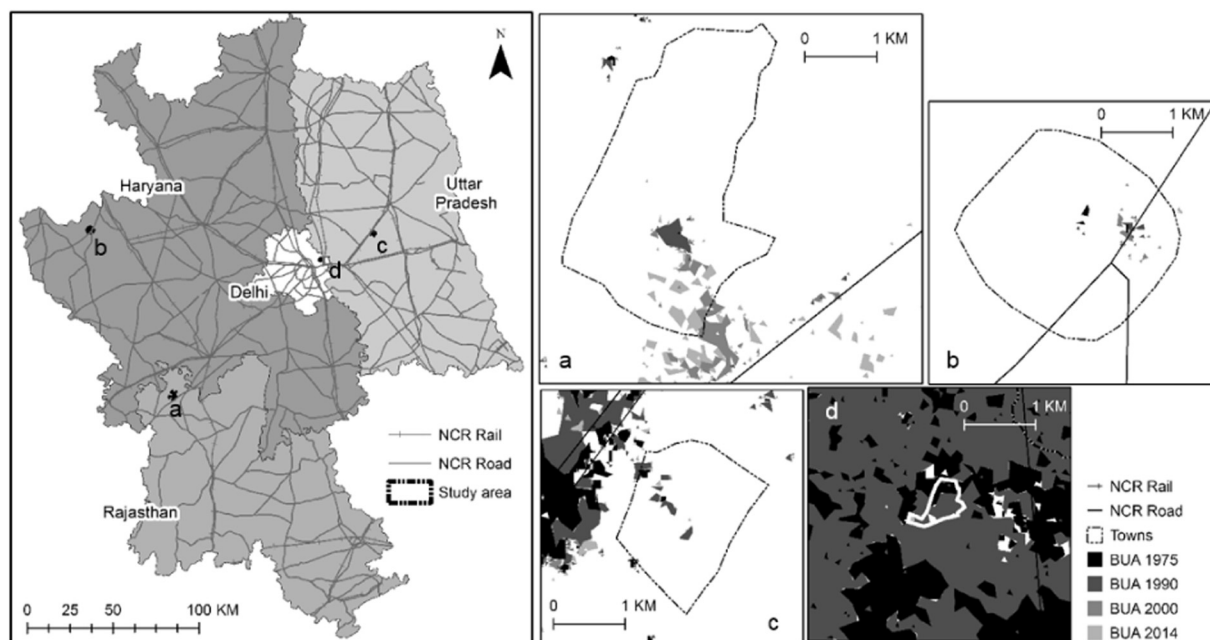 N
Haryana
Uttar
Pradesh
b
c
d
Delhi
a
NCR Rail
NCR Road
Study area
Rajasthan
0 25 50 100 KM
0 1 KM
a
0 1 KM
b
0 1 KM
c
d
0 1 KM
NCR Rail
NCR Road
Towns
BUA 1975
BUA 1990
BUA 2000
BUA 2014